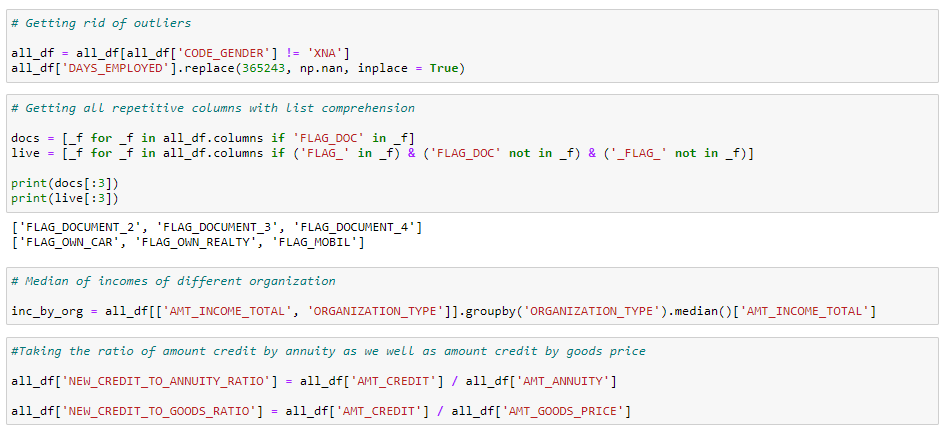 # Getting rid of outliers
all_df = all_df[all_df['CODE_GENDER'] != 'XNA']
all_df['DAYS_EMPLOYED'].replace(365243, np.nan, inplace = True)
# Getting all repetitive columns with list comprehension
docs = [_f for _f in all_df.columns if 'FLAG_DOC' in _f]
live = [_f for _f in all_df.columns if ('FLAG_' in _f) & ('FLAG_DOC' not in _f) & ('_FLAG_' not in _f)]
print(docs[:3])
print(live[:3])
['FLAG_DOCUMENT_2', 'FLAG_DOCUMENT_3', 'FLAG_DOCUMENT_4']
['FLAG_OWN_CAR', 'FLAG_OWN_REALTY', 'FLAG_MOBIL']
# Median of incomes of different organization
inc_by_org = all_df[['AMT_INCOME_TOTAL', 'ORGANIZATION_TYPE']].groupby('ORGANIZATION_TYPE').median()['AMT_INCOME_TOTAL']
#Taking the ratio of amount credit by annuity as we well as amount credit by goods price
all_df['NEW_CREDIT_TO_ANNUITY_RATIO'] = all_df['AMT_CREDIT'] / all_df['AMT_ANNUITY']
all_df['NEW_CREDIT_TO_GOODS_RATIO'] = all_df['AMT_CREDIT'] / all_df['AMT_GOODS_PRICE']